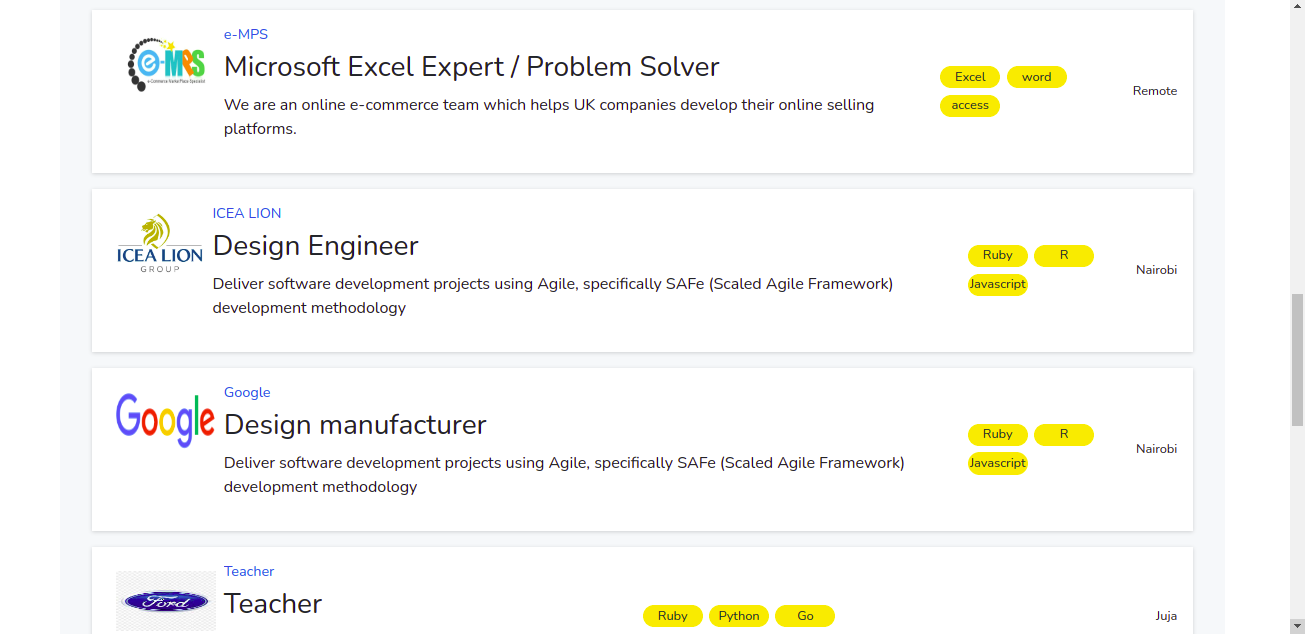 e-MPS
e-MPS
Microsoft Excel Expert / Problem Solver
We are an online e-commerce team which helps UK companies develop their online selling
platforms.
Excel word
access
Remote
ICEA LION
GROUP
ICEA LION
Design Engineer
Deliver software development projects using Agile, specifically SAFe (Scaled Agile Framework)
development methodology
Ruby R
Javascript
Nairobi
Google
Google
Design manufacturer
Deliver software development projects using Agile, specifically SAFe (Scaled Agile Framework)
development methodology
Ruby R
Javascript
Nairobi
Ford
Teacher
Teacher
Ruby Python Go
Juja